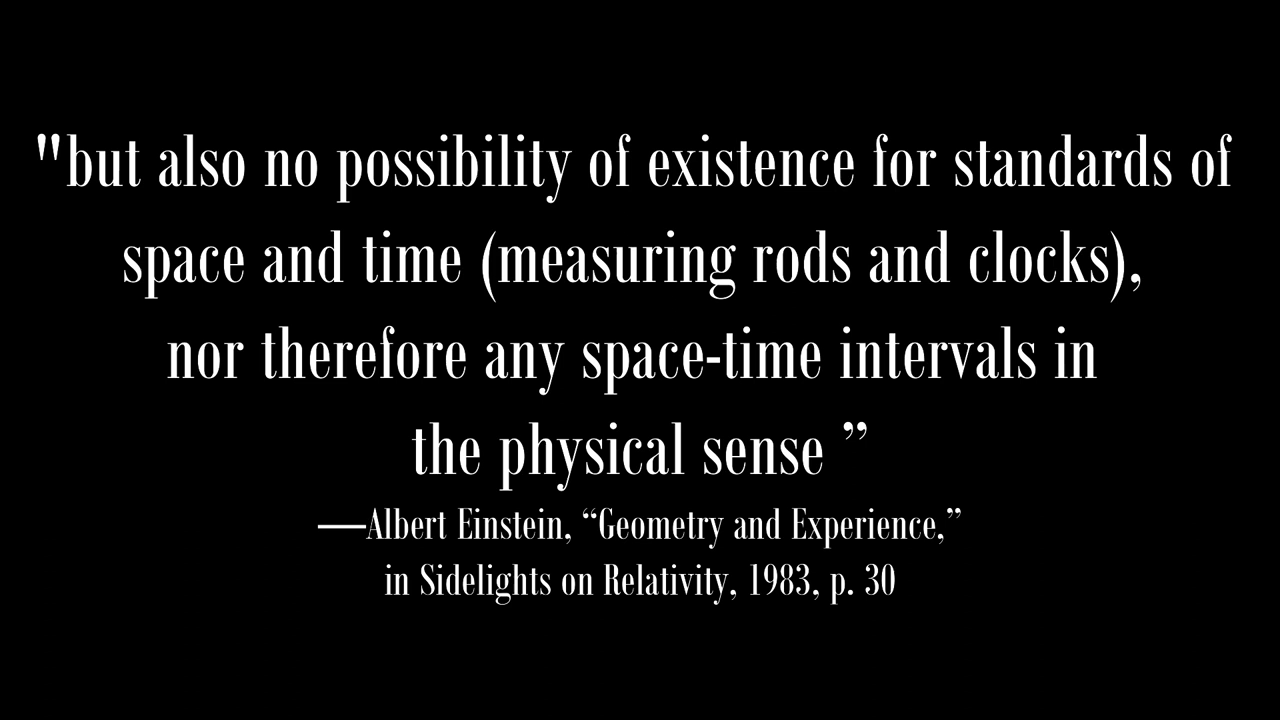 "but also no possibility of existence for standards of
space and time (measuring rods and clocks),
nor therefore any space-time intervals in
the physical sense ”
—Albert Einstein, “Geometry and Experience,”
in Sidelights on Relativity, 1983, p. 30